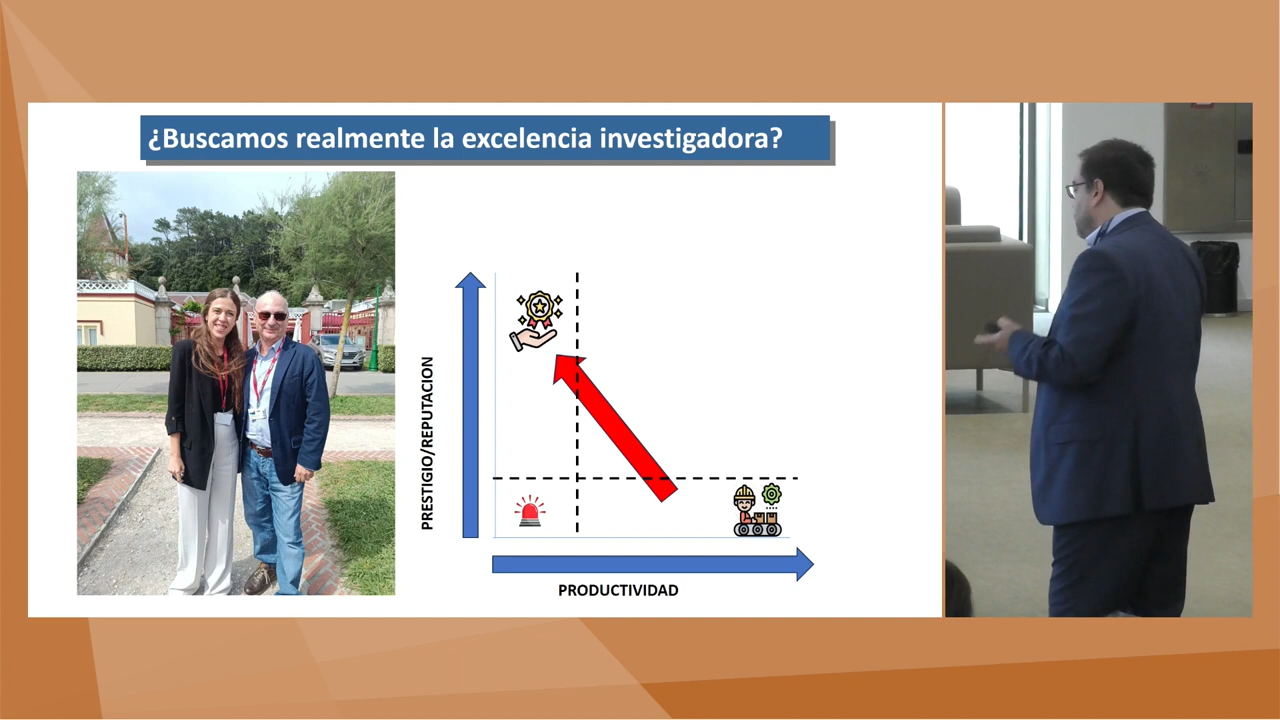 ¿Buscamos realmente la excelencia investigadora?
PRESTIGIO/REPUTACION
PRODUCTIVIDAD